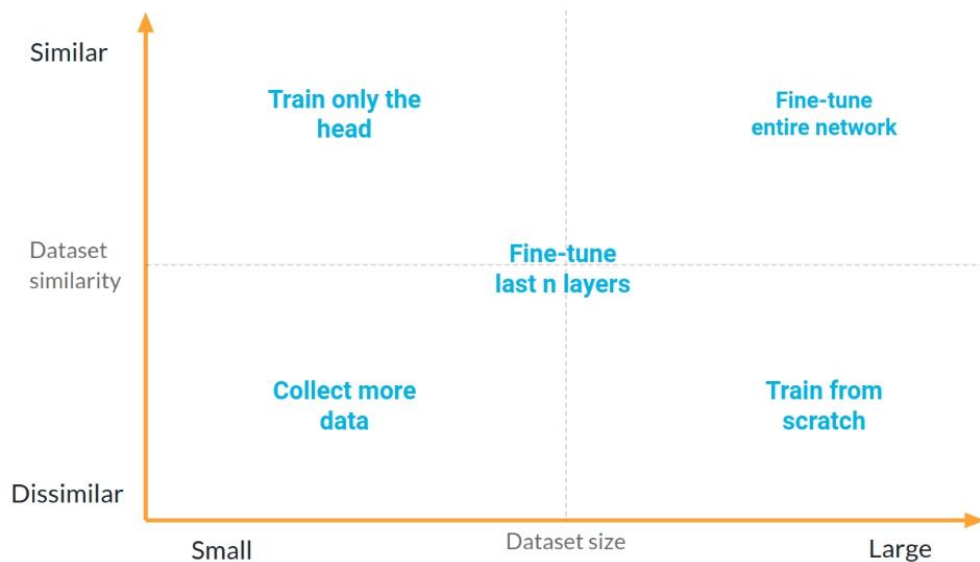 Similar
Train only the
head
Fine-tune
entire network
Dataset
similarity
Fine-tune
last n layers
Collect more
data
Train from
scratch
Dissimilar
Small
Dataset size
Large